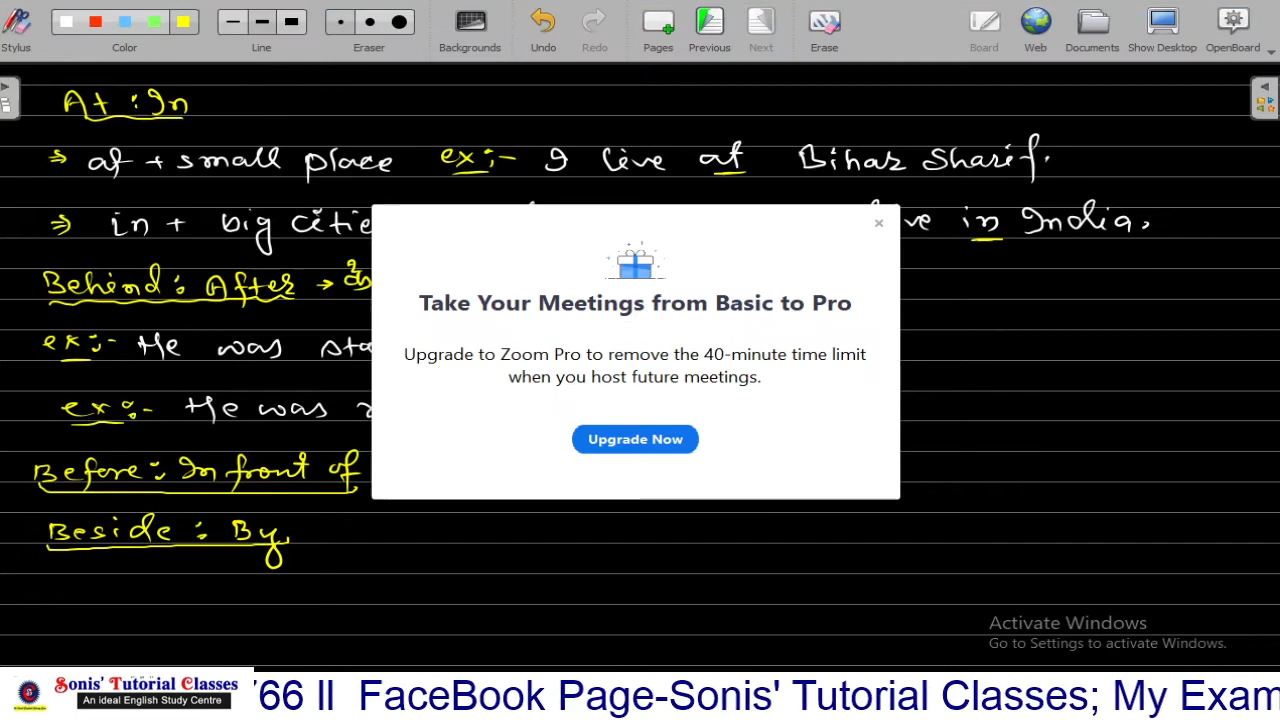 Stylus Color Line Eraser Backgrounds Undo Redo Pages Previous Next Erase Board Web Documents Show Desktop OpenBoard
At : In
⇒ at + small place ex:- I live at Bihar Sharif.
⇒ in + big citie ve in India.
Behind : After →
ex:- He was sta
ex:- He was
Before : In front of
Beside : By
×
Take Your Meetings from Basic to Pro
Upgrade to Zoom Pro to remove the 40-minute time limit
when you host future meetings.
Upgrade Now
Activate Windows
Go to Settings to activate Windows.
Sonis' Tutorial Classes
An ideal English Study Centre
766 ll FaceBook Page-Sonis' Tutorial Classes; My Exam